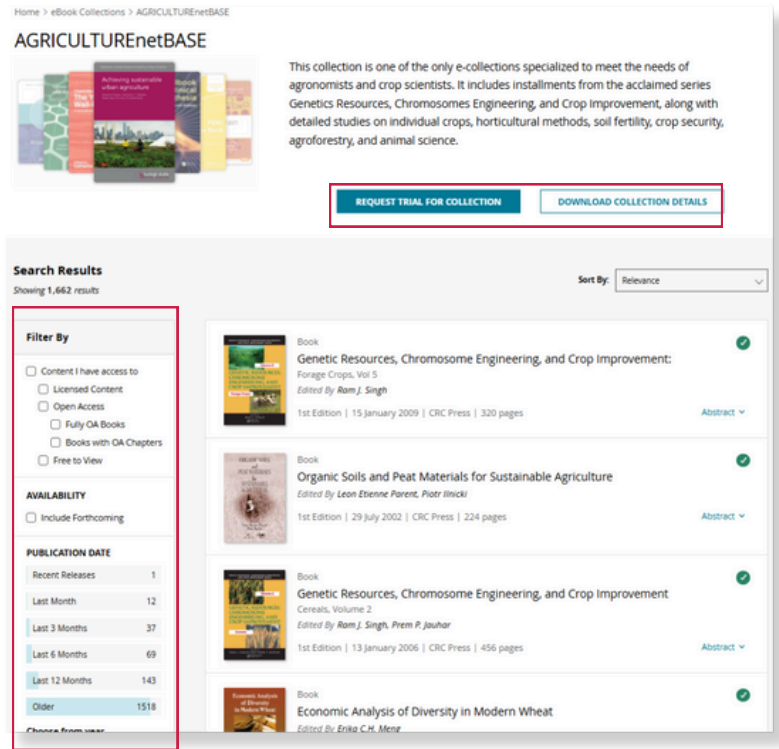 Home > eBook Collections > AGRICULTUREnetBASE
AGRICULTUREnetBASE
Achieving sustainable
urban agriculture
This collection is one of the only e-collections specialized to meet the needs of
agronomists and crop scientists. It includes installments from the acclaimed series
Genetics Resources, Chromosomes Engineering, and Crop Improvement, along with
detailed studies on individual crops, horticultural methods, soil fertility, crop security,
agroforestry, and animal science.
REQUEST TRIAL FOR COLLECTION
DOWNLOAD COLLECTION DETAILS
Search Results
Showing 1,662 results
Sort By: Relevance
Filter By
Content I have access to
Licensed Content
Open Access
Fully OA Books
Books with OA Chapters
Free to View
AVAILABILITY
Include Forthcoming
PUBLICATION DATE
Recent Releases 1
Last Month 12
Last 3 Months 37
Last 6 Months 69
Last 12 Months 143
Older 1518
Choose from year
Book
Genetic Resources, Chromosome Engineering, and Crop Improvement:
Forage Crops, Vol 5
Edited By Ram J. Singh
1st Edition | 15 January 2009 | CRC Press | 320 pages
Abstract
Book
Organic Soils and Peat Materials for Sustainable Agriculture
Edited By Leon Etienne Parent, Piotr Ilnicki
1st Edition | 29 July 2002 | CRC Press | 224 pages
Abstract
Book
Genetic Resources, Chromosome Engineering, and Crop Improvement
Cereals, Volume 2
Edited By Ram J. Singh, Prem P. Jauhar
1st Edition | 13 January 2006 | CRC Press | 456 pages
Abstract
Economic Analysis
of Diversity
in Modern Wheat
Book
Economic Analysis of Diversity in Modern Wheat
Edited By Erika C.H. Meng